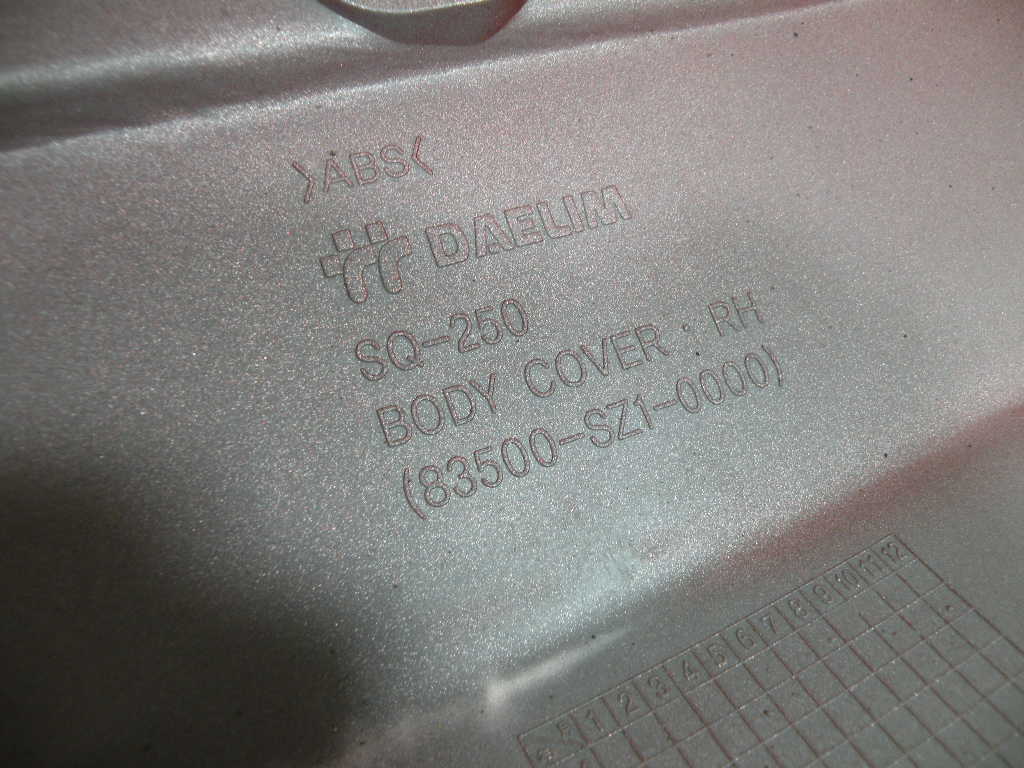 >ABS<
DAELIM
SQ-250
BODY COVER : RH
(83500-SZ1-0000)
1 2 3 4 5 6 7 8 9 10 11 12